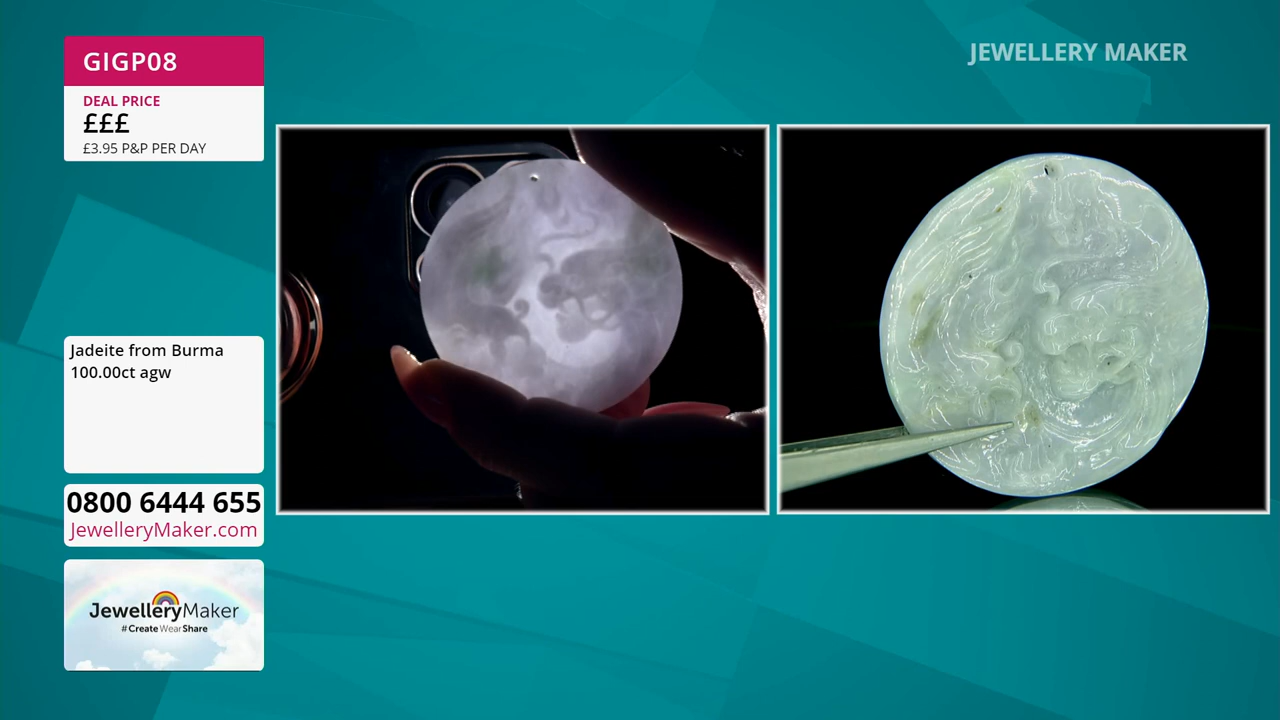 GIGP08
DEAL PRICE
£££
£3.95 P&P PER DAY
JEWELLERY MAKER
Jadeite from Burma
100.00ct agw
0800 6444 655
JewelleryMaker.com
JewelleryMaker
#CreateWearShare